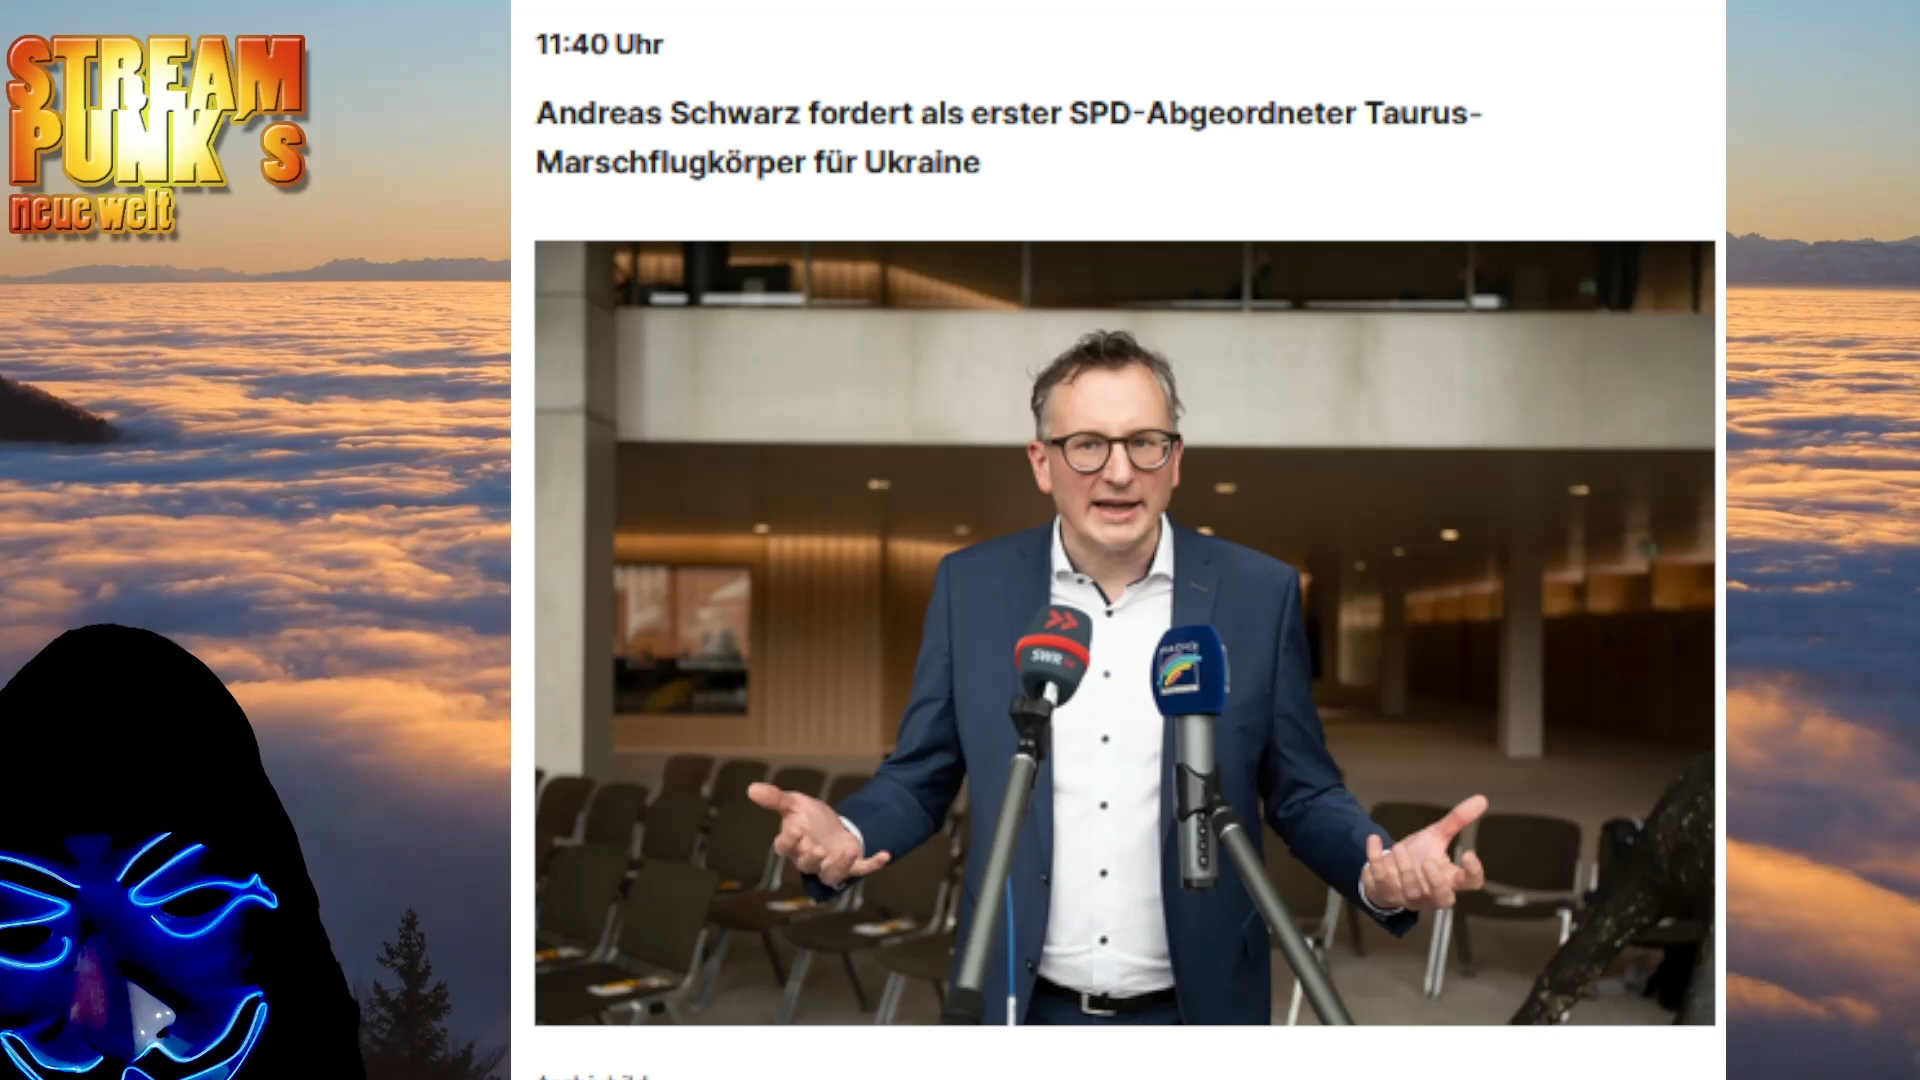 STREAM
PUNK´s
neue welt
11:40 Uhr
Andreas Schwarz fordert als erster SPD-Abgeordneter Taurus-
Marschflugkörper für Ukraine
SWR
RADIO